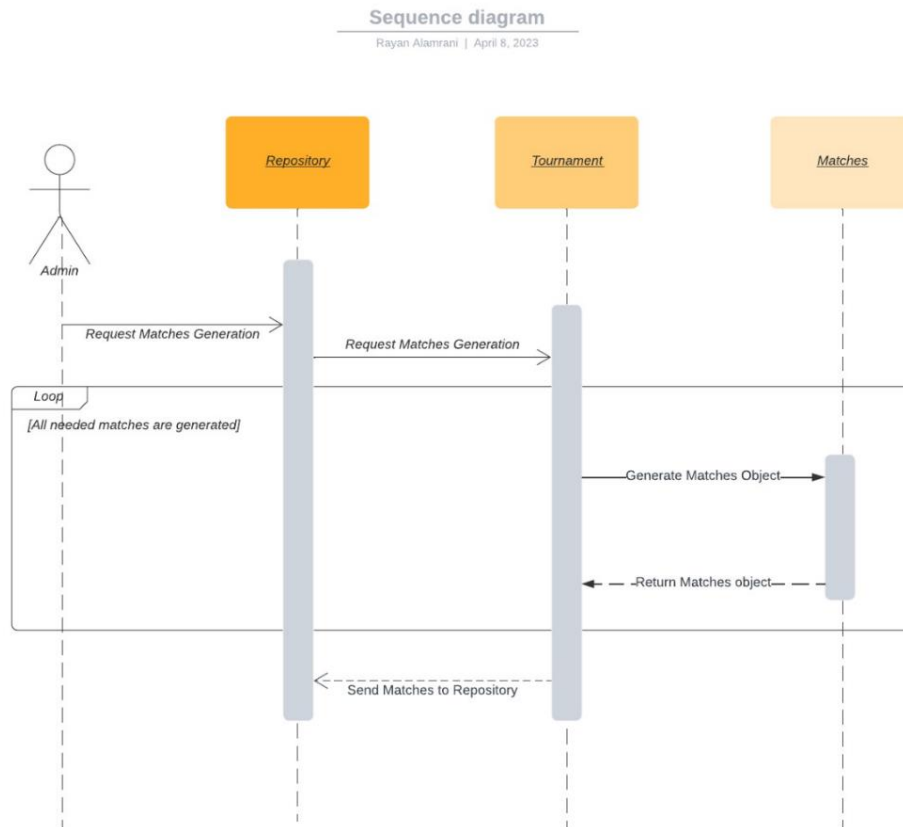 Sequence diagram
Rayan Alamrani | April 8, 2023
Repository
Tournament
Matches
Admin
Request Matches Generation
Request Matches Generation
Loop
[All needed matches are generated]
Generate Matches Object
Return Matches object
Send Matches to Repository